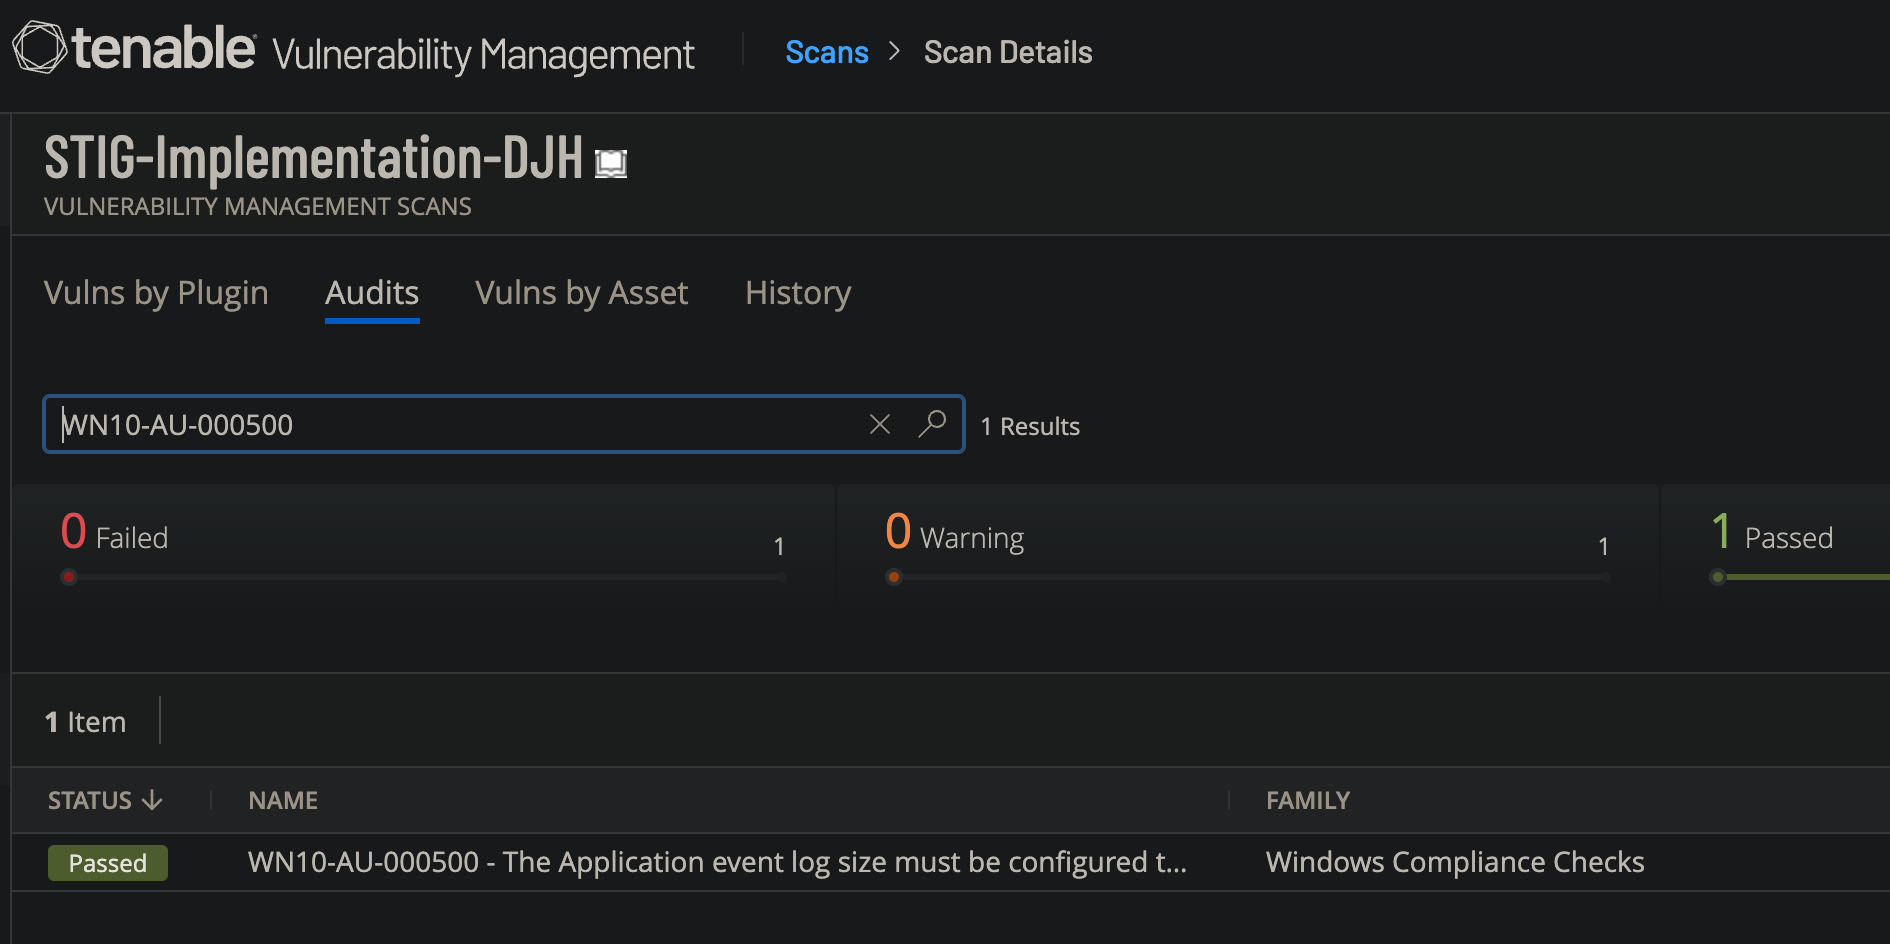 tenable Vulnerability Management
Scans > Scan Details
STIG-Implementation-DJH
VULNERABILITY MANAGEMENT SCANS
Vulns by Plugin Audits Vulns by Asset History
WN10-AU-000500
1 Results
0 Failed 1
0 Warning 1
1 Passed
1 Item
STATUS NAME FAMILY
Passed WN10-AU-000500 - The Application event log size must be configured t... Windows Compliance Checks